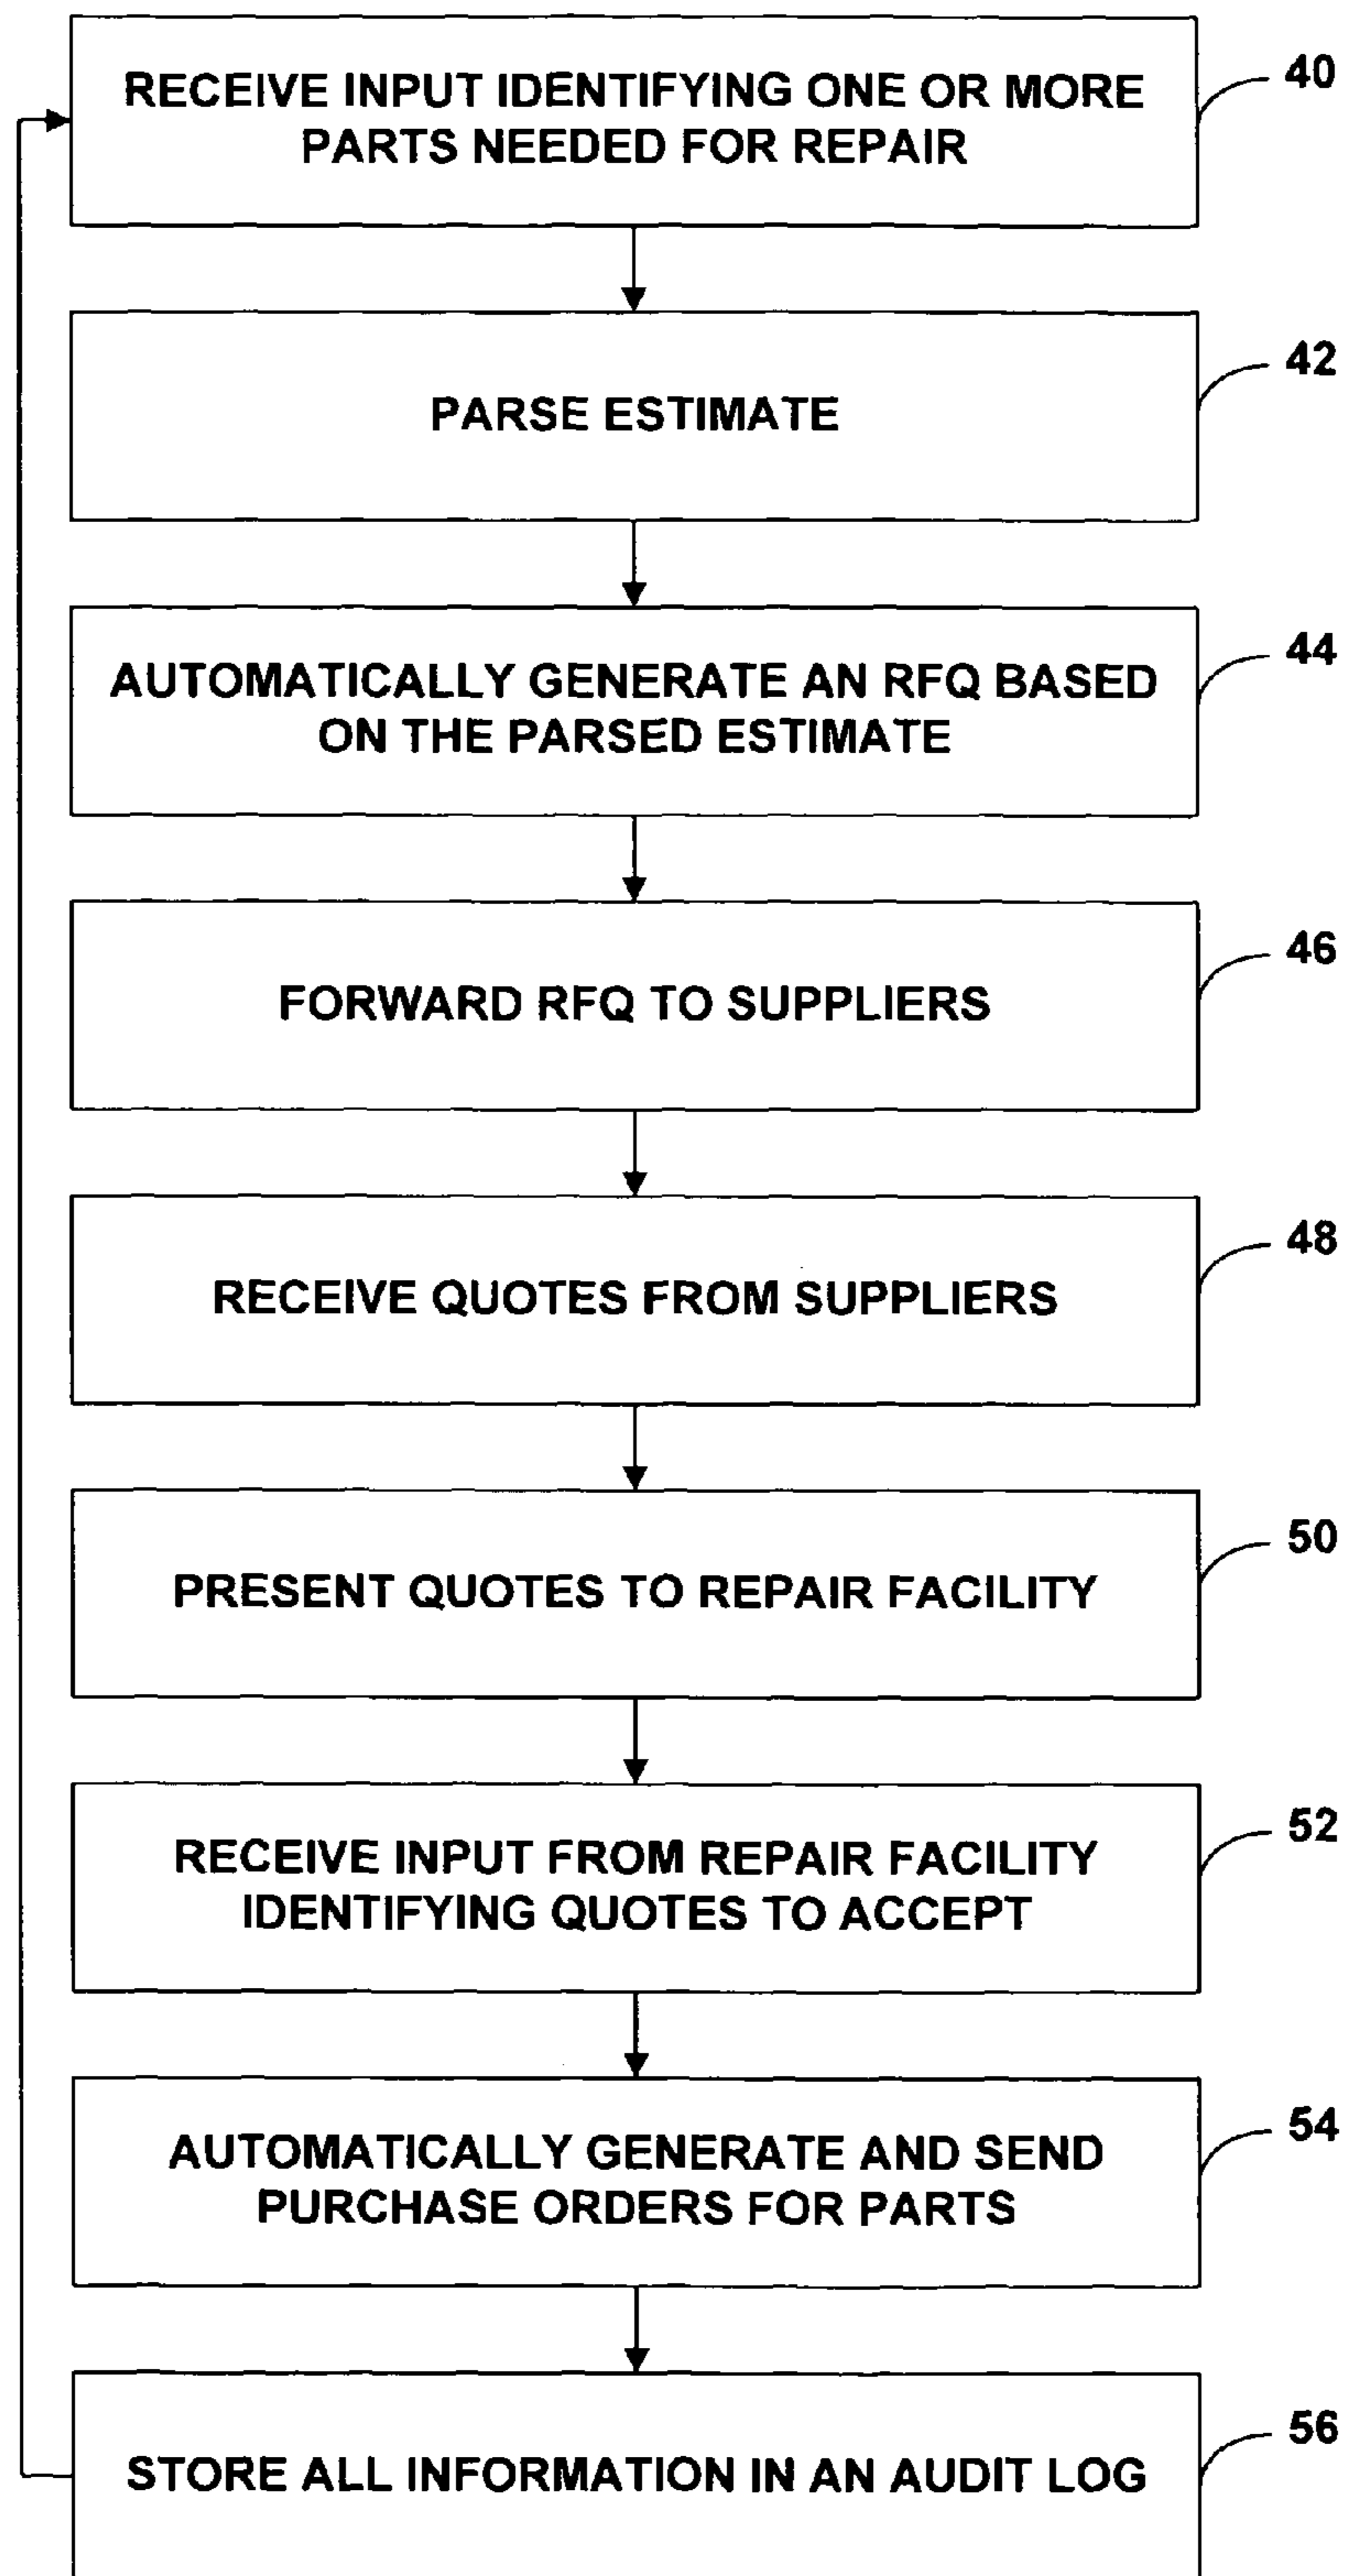 RECEIVE INPUT IDENTIFYING ONE OR MORE
PARTS NEEDED FOR REPAIR
40
PARSE ESTIMATE
42
AUTOMATICALLY GENERATE AN RFQ BASED
ON THE PARSED ESTIMATE
44
FORWARD RFQ TO SUPPLIERS
46
RECEIVE QUOTES FROM SUPPLIERS
48
PRESENT QUOTES TO REPAIR FACILITY
50
RECEIVE INPUT FROM REPAIR FACILITY
IDENTIFYING QUOTES TO ACCEPT
52
AUTOMATICALLY GENERATE AND SEND
PURCHASE ORDERS FOR PARTS
54
STORE ALL INFORMATION IN AN AUDIT LOG
56